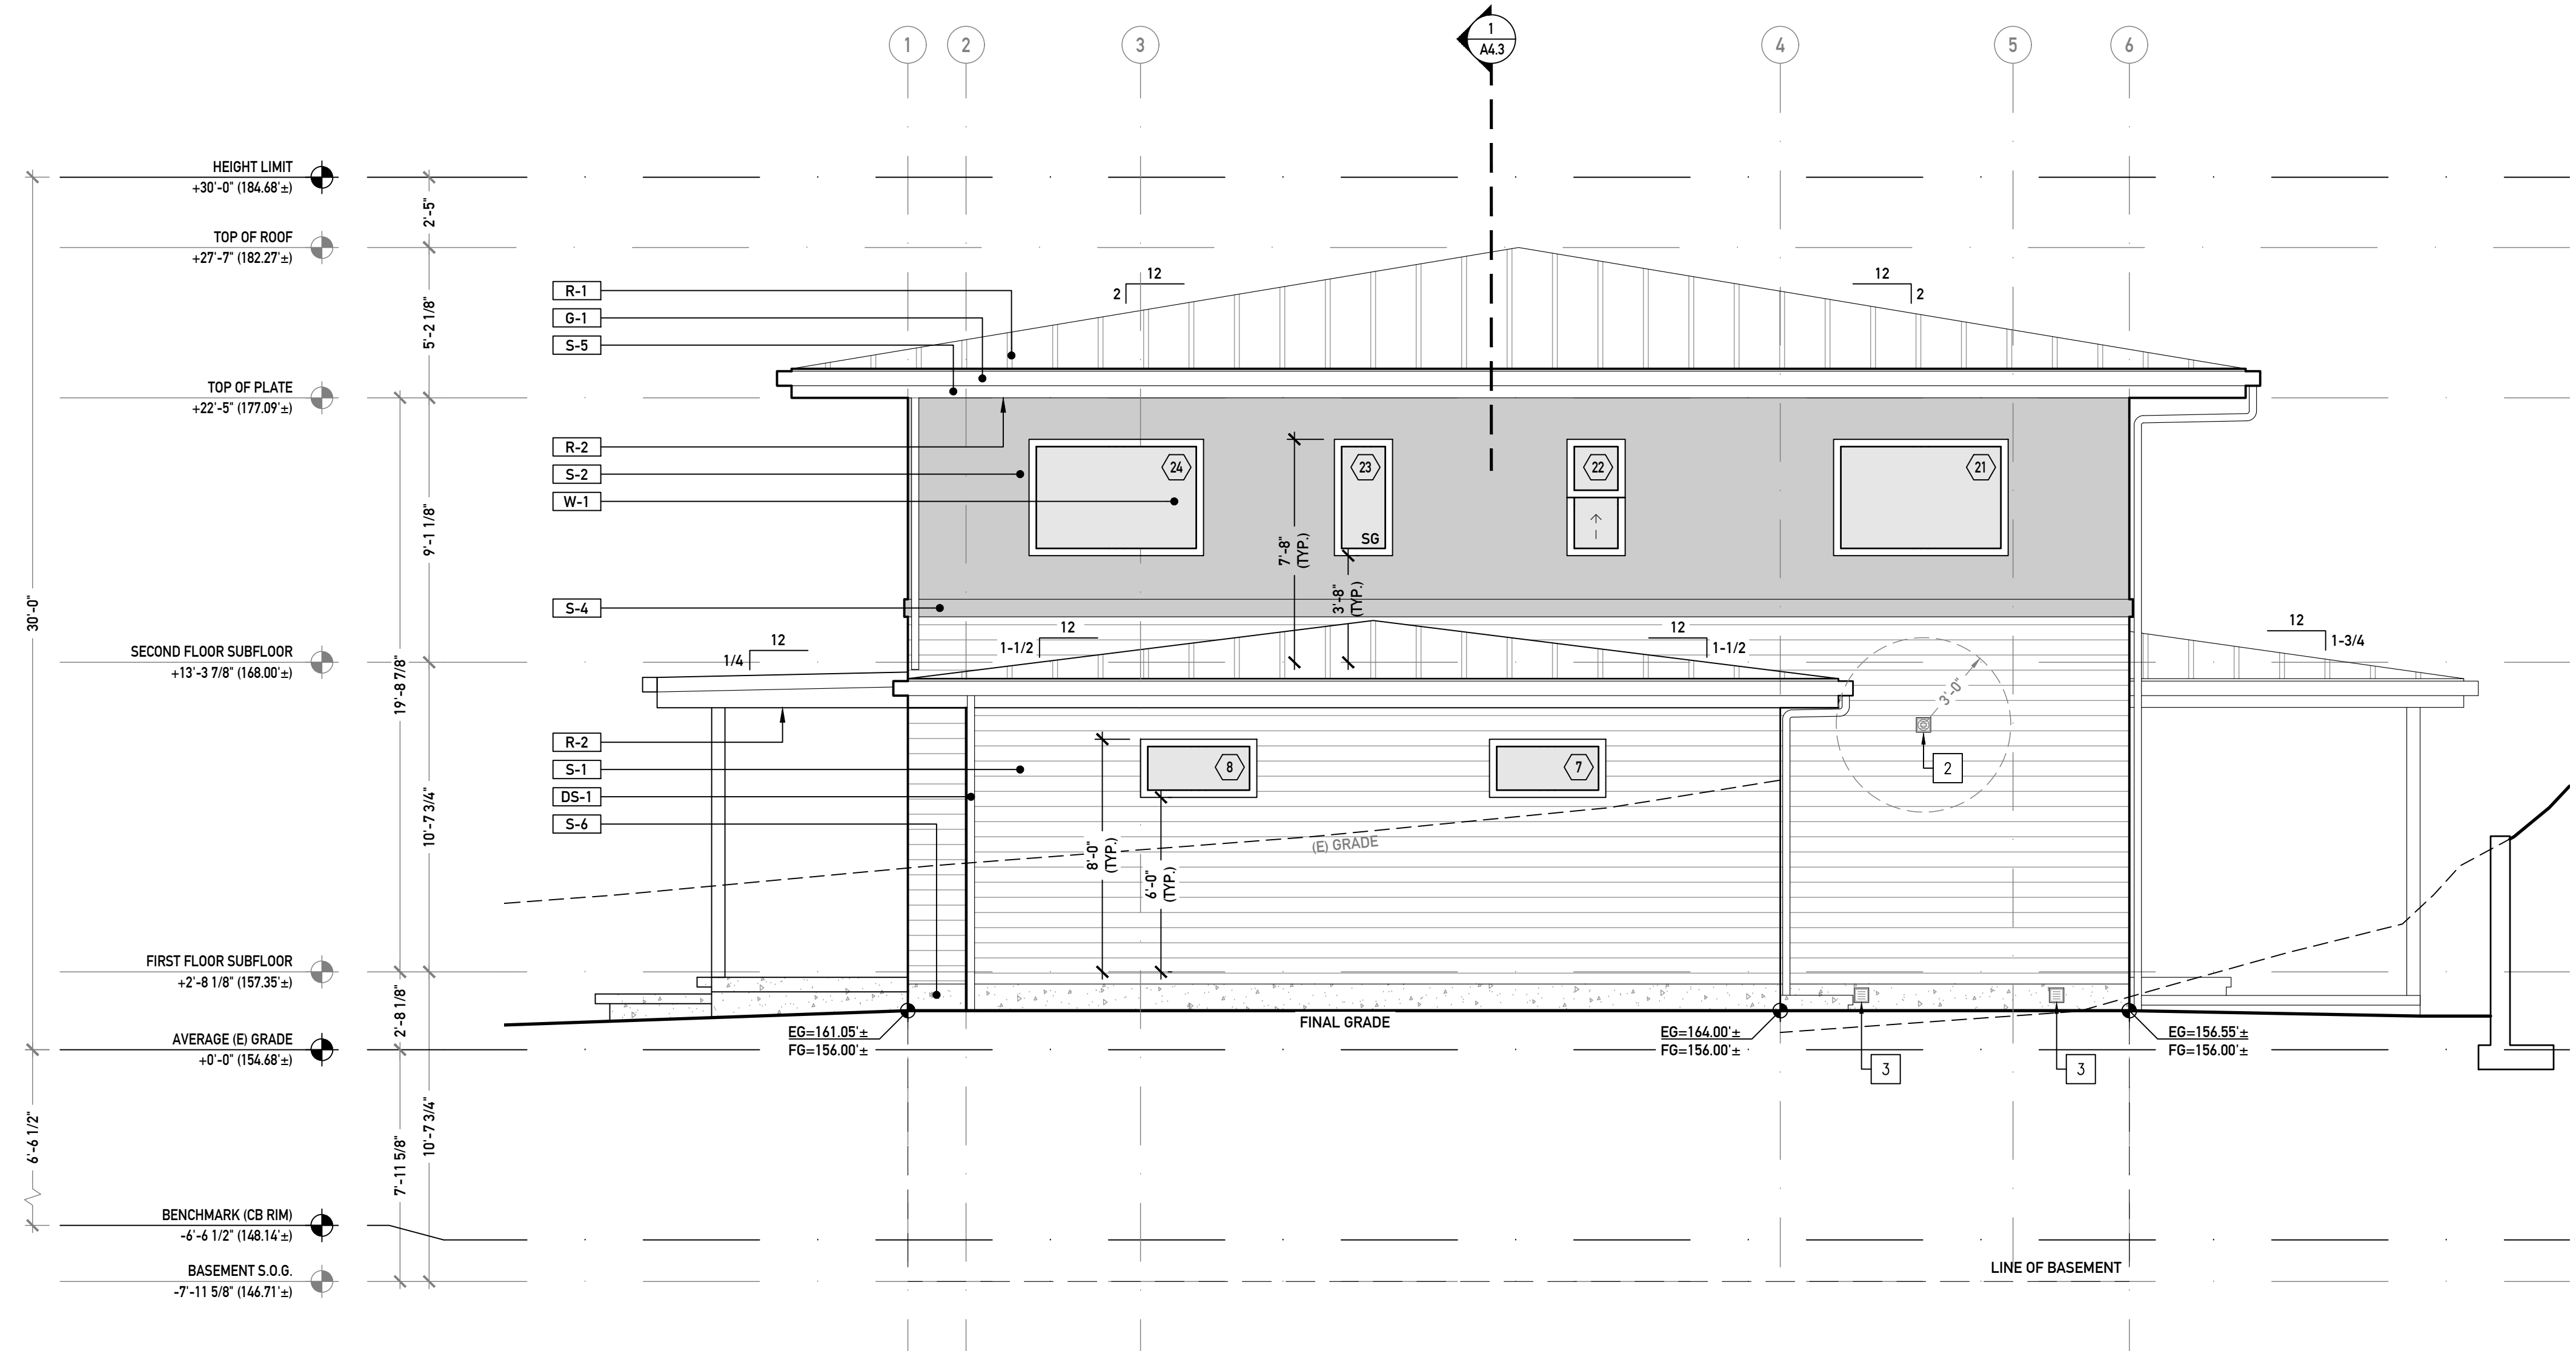 1
2
3
1
A4.3
4
5
6
HEIGHT LIMIT
+30'-0" (184.68'±)
2'-5"
TOP OF ROOF
+27'-7" (182.27'±)
5'-2 1/8"
R-1
G-1
S-5
12
2
12
2
TOP OF PLATE
+22'-5" (177.09'±)
R-2
S-2
W-1
24
23
SG
22
21
7'-8"
(TYP.)
3'-8"
(TYP.)
9'-1 1/8"
30'-0"
S-4
SECOND FLOOR SUBFLOOR
+13'-3 7/8" (168.00'±)
19'-8 7/8"
12
1/4
12
1-1/2
12
1-1/2
12
1-3/4
3'-0"
2
R-2
S-1
DS-1
S-6
8
7
10'-7 3/4"
8'-0"
(TYP.)
6'-0"
(TYP.)
(E) GRADE
FIRST FLOOR SUBFLOOR
+2'-8 1/8" (157.35'±)
2'-8 1/8"
FINAL GRADE
EG=161.05'±
FG=156.00'±
EG=164.00'±
FG=156.00'±
EG=156.55'±
FG=156.00'±
3
3
AVERAGE (E) GRADE
+0'-0" (154.68'±)
6'-6 1/2"
7'-11 5/8"
10'-7 3/4"
BENCHMARK (CB RIM)
-6'-6 1/2" (148.14'±)
BASEMENT S.O.G.
-7'-11 5/8" (146.71'±)
LINE OF BASEMENT